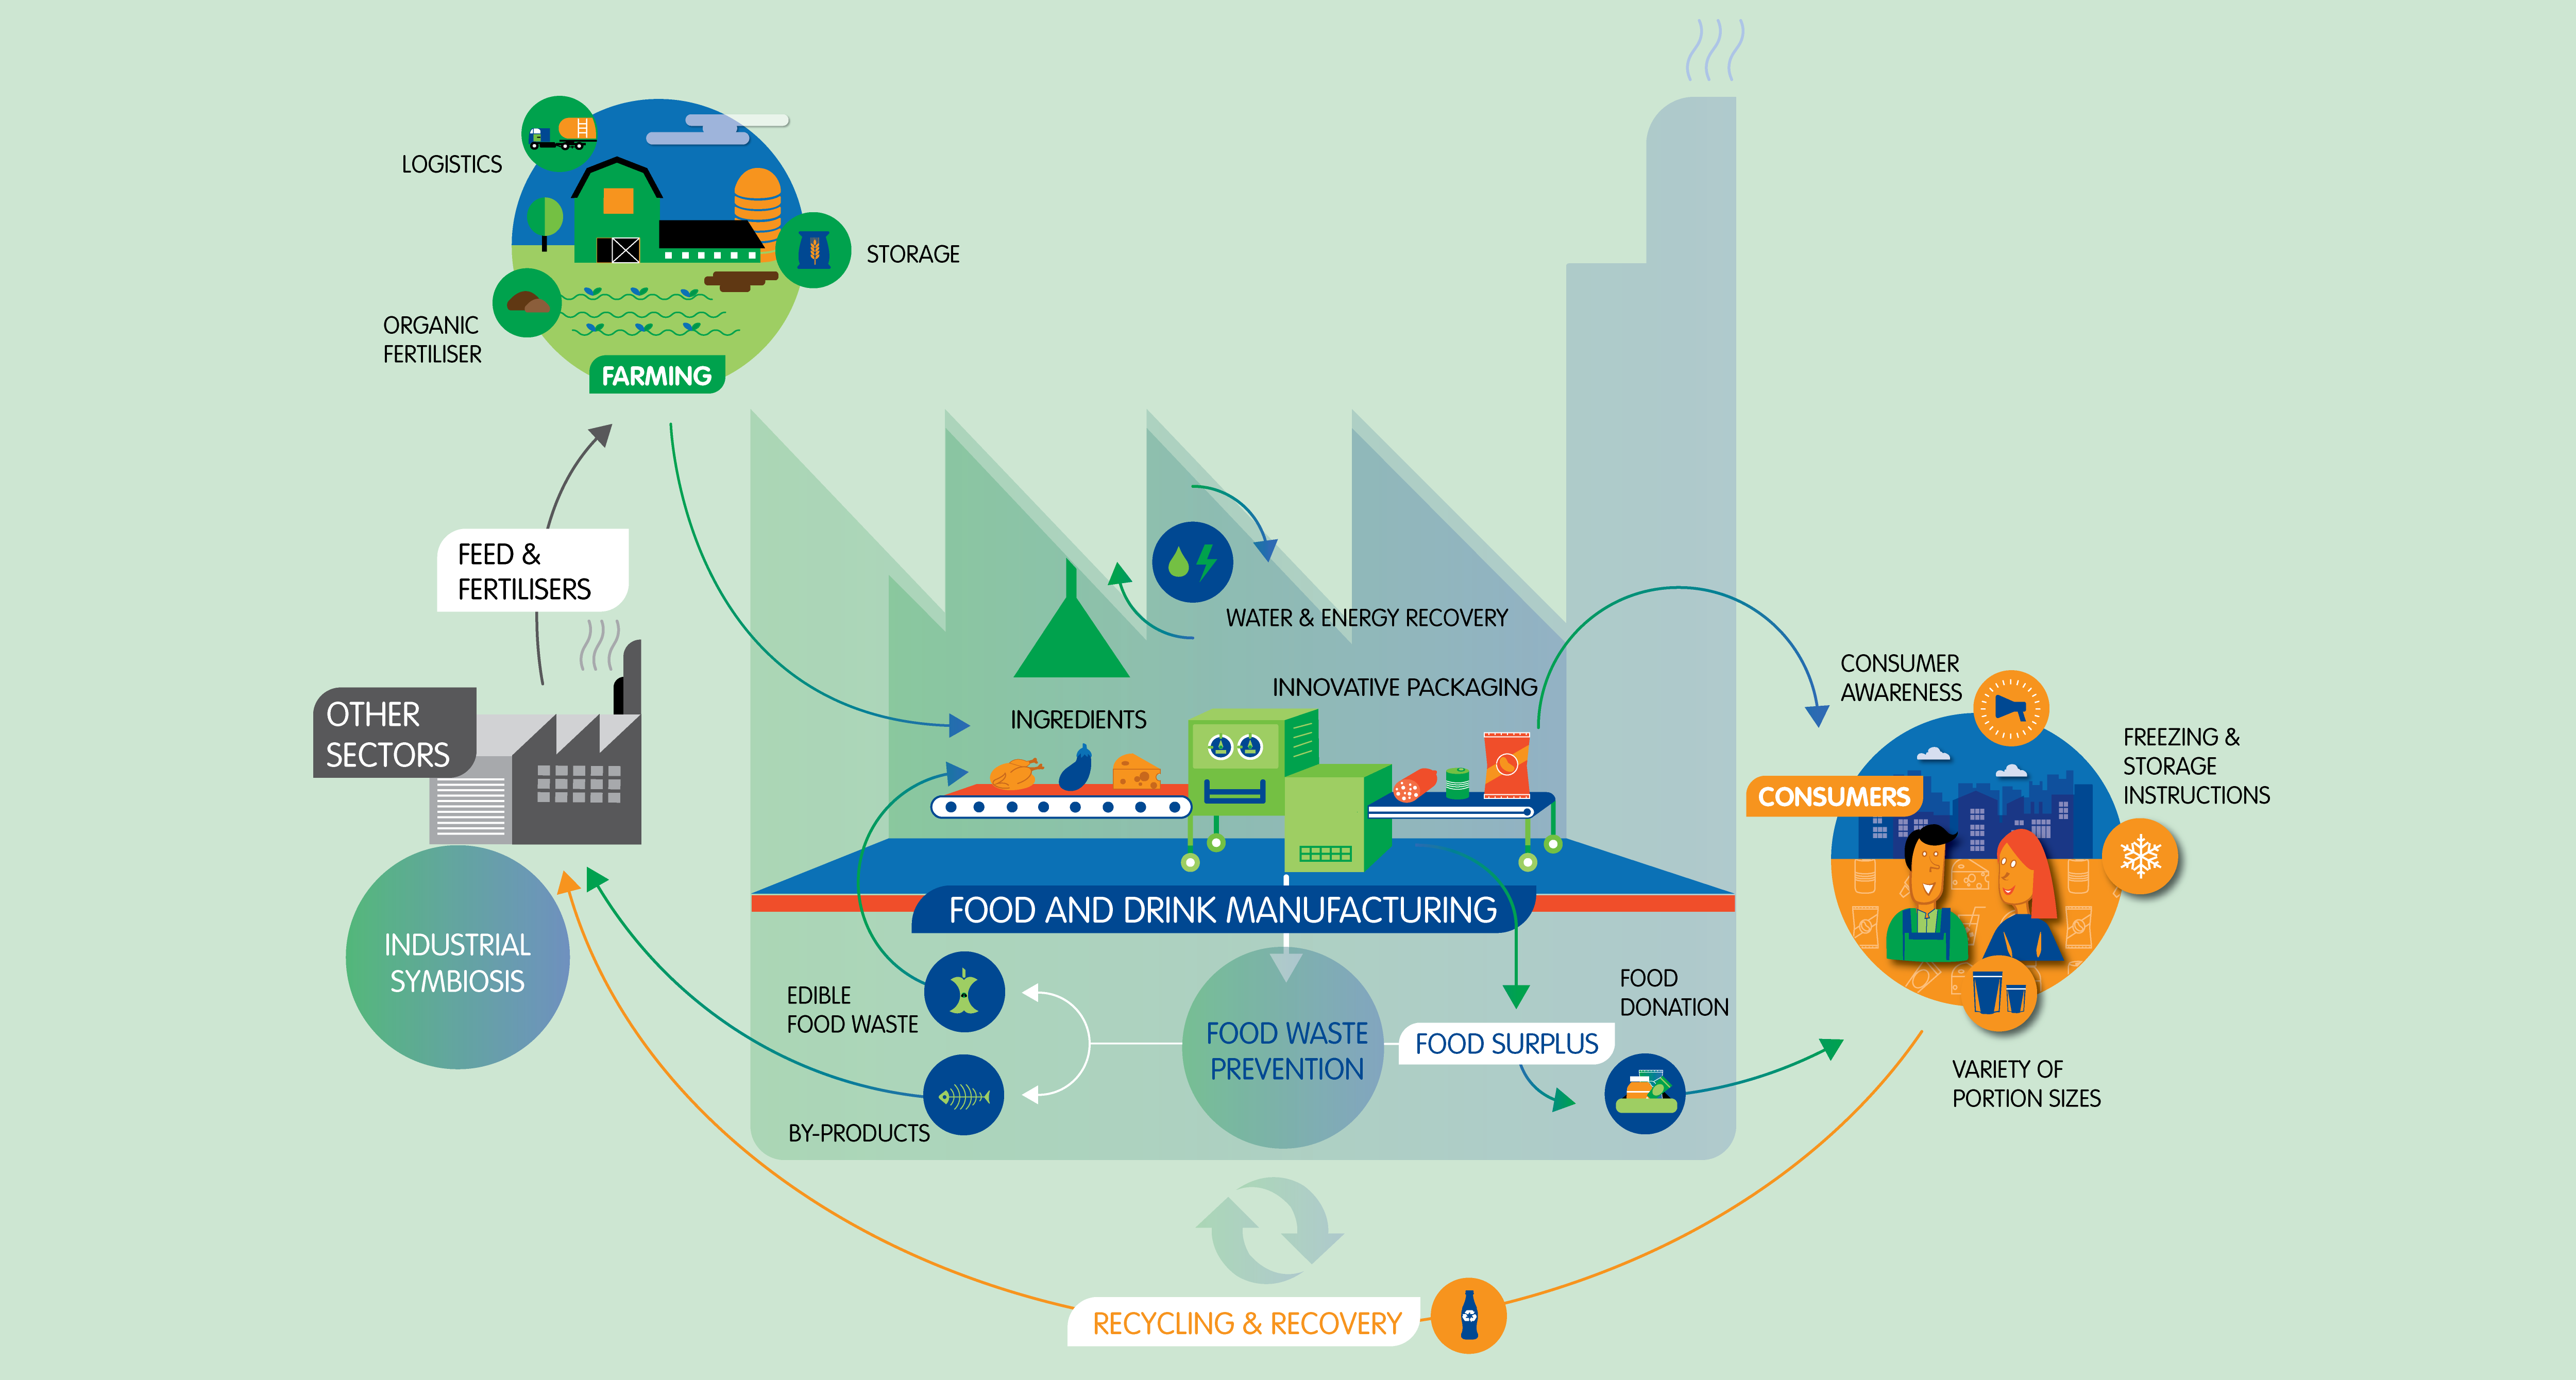 LOGISTICS
STORAGE
ORGANIC
FERTILISER
FARMING
FEED &
FERTILISERS
OTHER
SECTORS
INDUSTRIAL
SYMBIOSIS
WATER & ENERGY RECOVERY
INNOVATIVE PACKAGING
INGREDIENTS
FOOD AND DRINK MANUFACTURING
EDIBLE
FOOD WASTE
BY-PRODUCTS
FOOD WASTE
PREVENTION
FOOD SURPLUS
FOOD
DONATION
CONSUMER
AWARENESS
FREEZING &
STORAGE
INSTRUCTIONS
CONSUMERS
VARIETY OF
PORTION SIZES
RECYCLING & RECOVERY